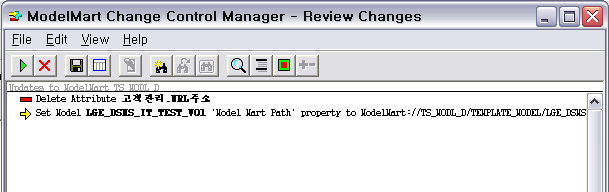 ModelMart Change Control Manager - Review Changes
File Edit View Help
Updates to ModelMart TS_MODL_D
Delete Attribute 고객관리.URL주소
Set Model LGE_DSMS_IT_TEST_V01 'Model Mart Path' property to ModelMart://TS_MODL_D/TEMPLATE_MODEL/LGE_DSMS